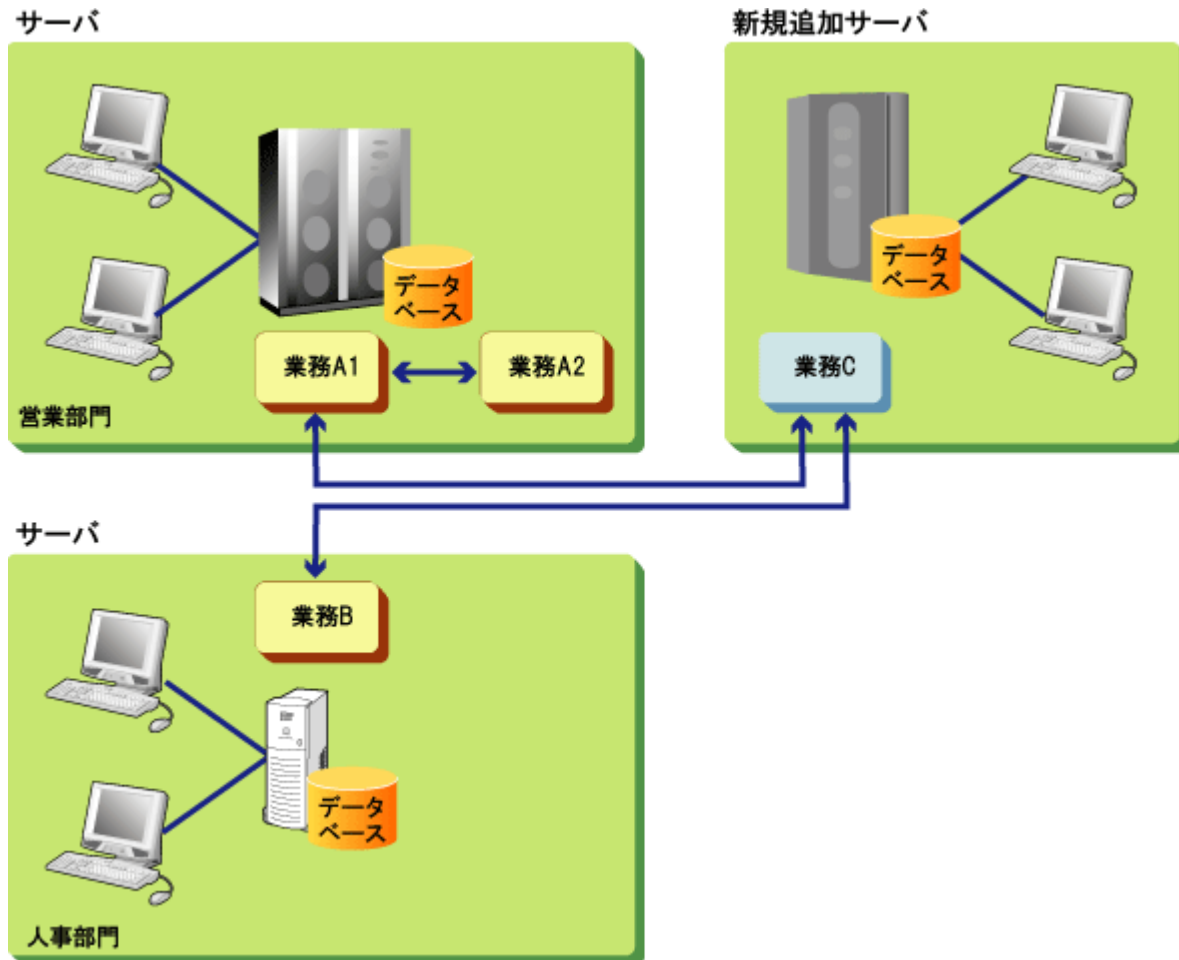 サーバ
新規追加サーバ
データ
ベース
データ
ベース
業務A1
業務A2
業務C
営業部門
サーバ
業務B
データ
ベース
人事部門